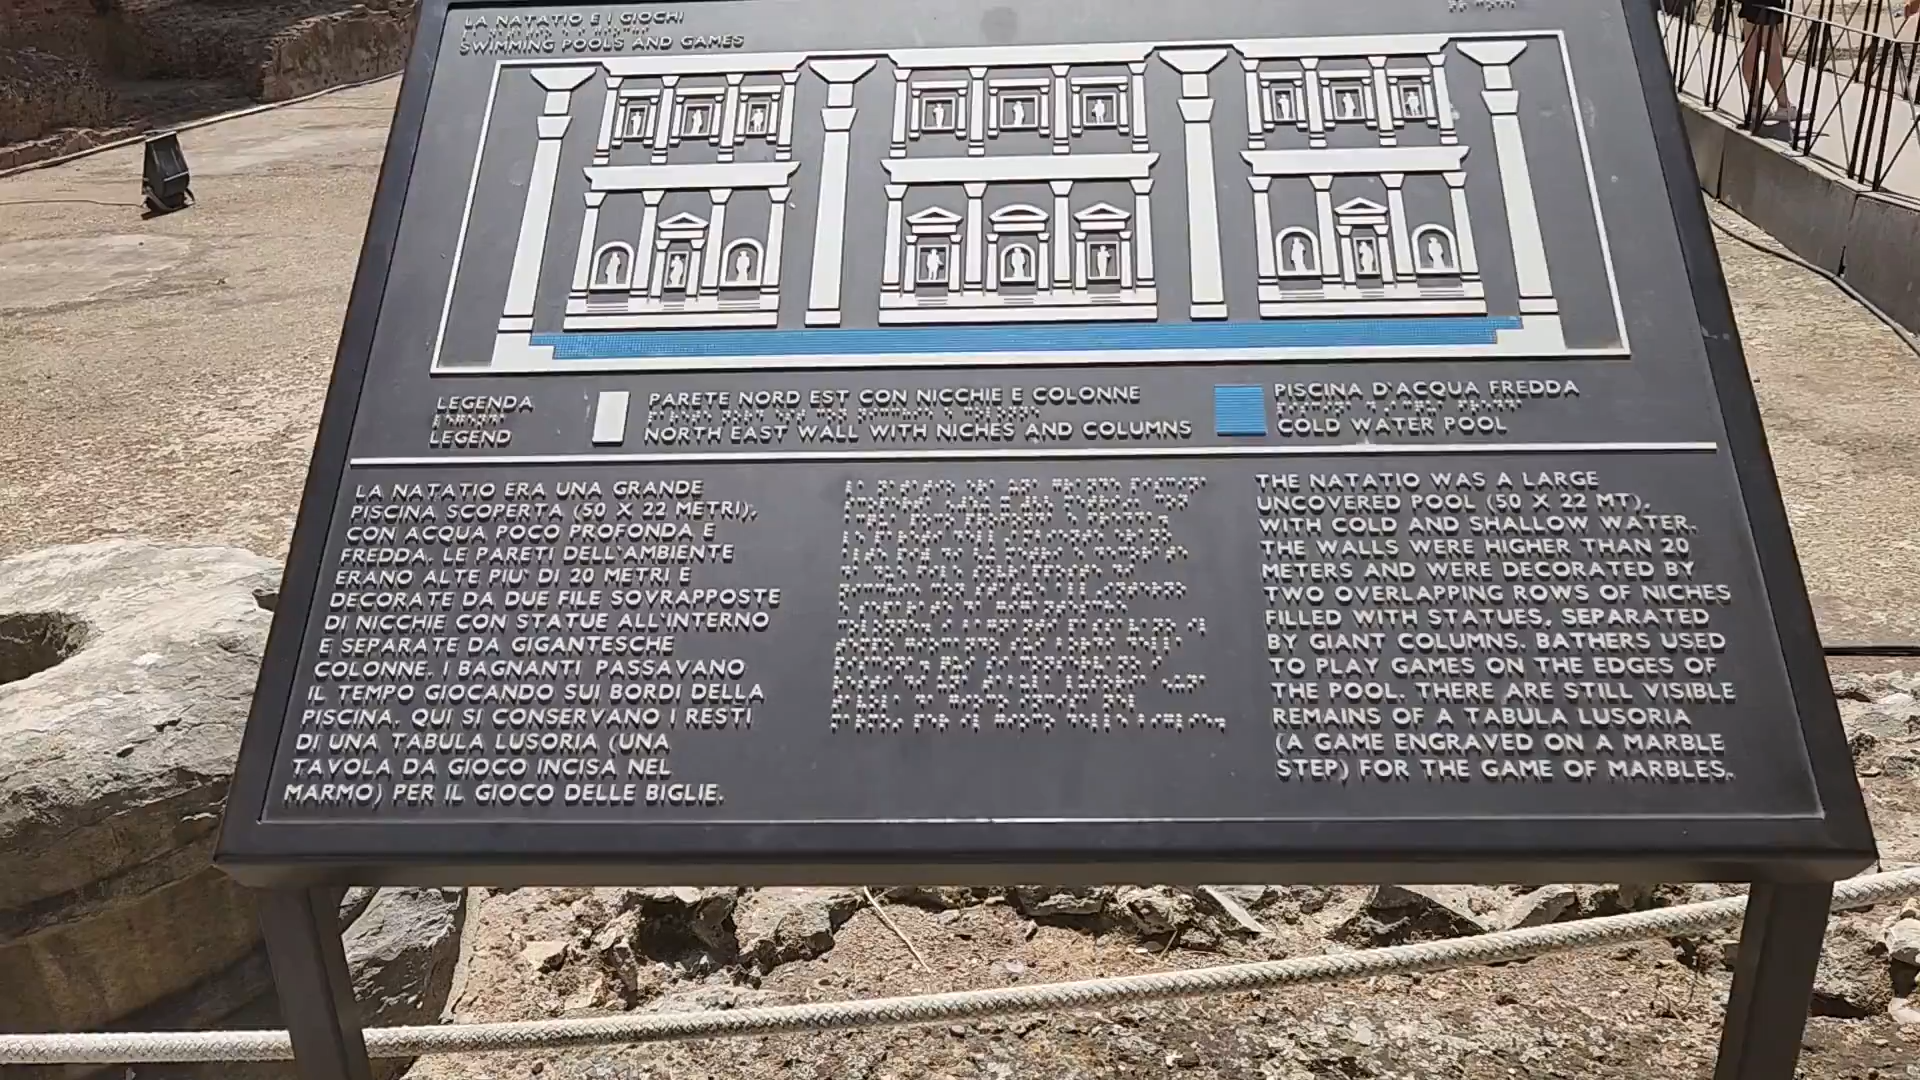 LA NATATIO E I GIOCHI
SWIMMING POOLS AND GAMES
LEGENDA
LEGEND
PARETE NORD EST CON NICCHIE E COLONNE
NORTH EAST WALL WITH NICHES AND COLUMNS
PISCINA D'ACQUA FREDDA
COLD WATER POOL
LA NATATIO ERA UNA GRANDE
PISCINA SCOPERTA (50 X 22 METRI),
CON ACQUA POCO PROFONDA E
FREDDA. LE PARETI DELL'AMBIENTE
ERANO ALTE PIU' DI 20 METRI E
DECORATE DA DUE FILE SOVRAPPOSTE
DI NICCHIE CON STATUE ALL'INTERNO
E SEPARATE DA GIGANTESCHE
COLONNE. I BAGNANTI PASSAVANO
IL TEMPO GIOCANDO SUI BORDI DELLA
PISCINA. QUI SI CONSERVANO I RESTI
DI UNA TABULA LUSORIA (UNA
TAVOLA DA GIOCO INCISA NEL
MARMO) PER IL GIOCO DELLE BIGLIE.
THE NATATIO WAS A LARGE
UNCOVERED POOL (50 X 22 MT),
WITH COLD AND SHALLOW WATER.
THE WALLS WERE HIGHER THAN 20
METERS AND WERE DECORATED BY
TWO OVERLAPPING ROWS OF NICHES
FILLED WITH STATUES, SEPARATED
BY GIANT COLUMNS. BATHERS USED
TO PLAY GAMES ON THE EDGES OF
THE POOL. THERE ARE STILL VISIBLE
REMAINS OF A TABULA LUSORIA
(A GAME ENGRAVED ON A MARBLE
STEP) FOR THE GAME OF MARBLES.